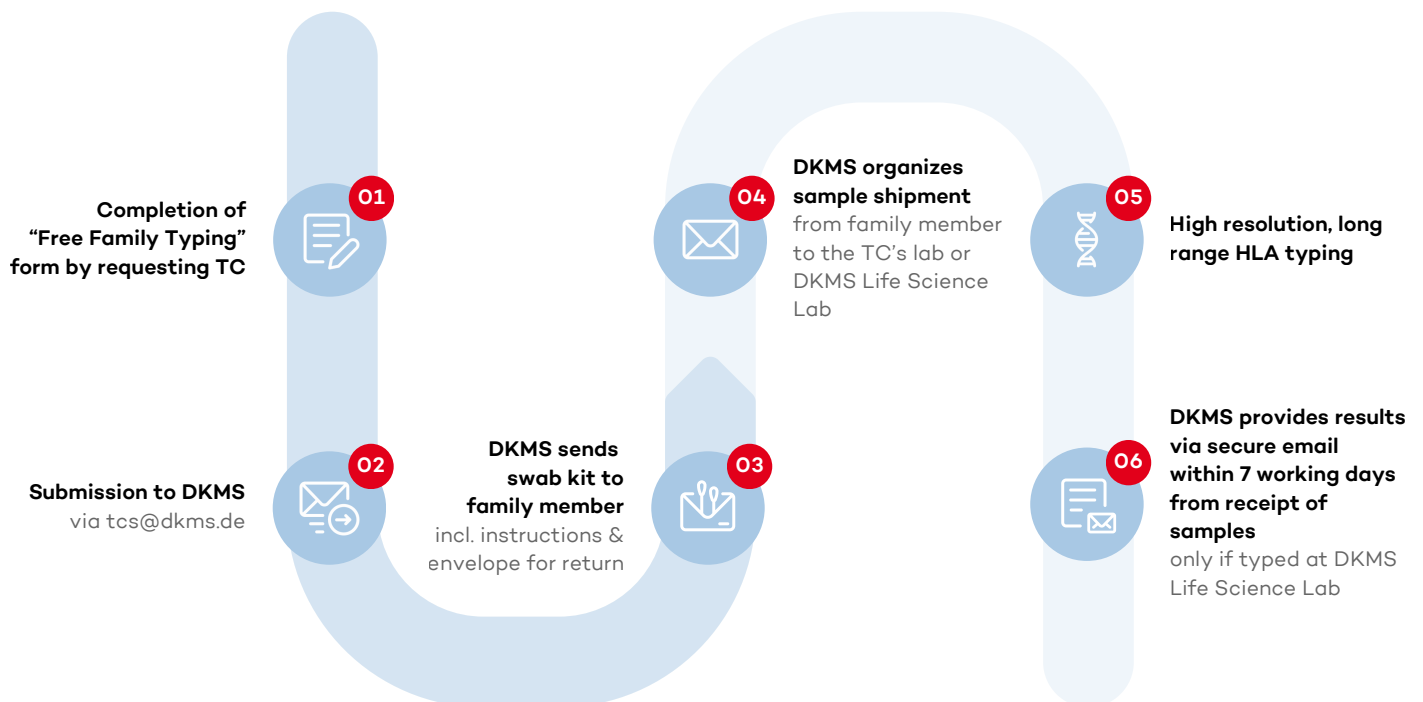 01
Completion of
“Free Family Typing”
form by requesting TC
02
Submission to DKMS
via tcs@dkms.de
03
DKMS sends
swab kit to
family member
incl. instructions &
envelope for return
04
DKMS organizes
sample shipment
from family member
to the TC's lab or
DKMS Life Science
Lab
05
High resolution, long
range HLA typing
06
DKMS provides results
via secure email
within 7 working days
from receipt of
samples
only if typed at DKMS
Life Science Lab